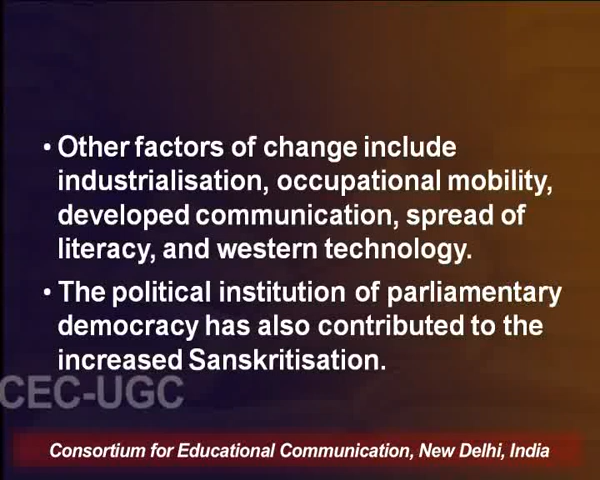 • Other factors of change include
industrialisation, occupational mobility,
developed communication, spread of
literacy, and western technology.
• The political institution of parliamentary
democracy has also contributed to the
increased Sanskritisation.
CEC-UGC
Consortium for Educational Communication, New Delhi, India